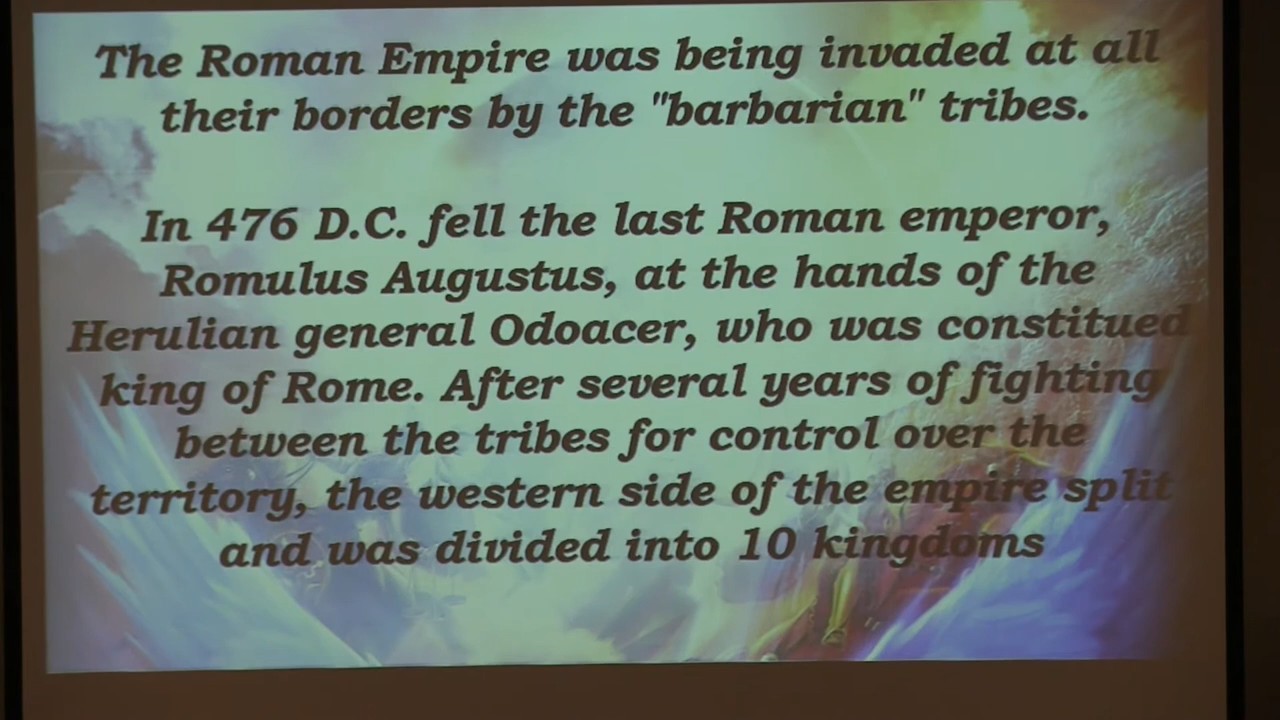 The Roman Empire was being invaded at all
their borders by the "barbarian" tribes.
In 476 D.C. fell the last Roman emperor,
Romulus Augustus, at the hands of the
Herulian general Odoacer, who was constitued
king of Rome. After several years of fighting
between the tribes for control over the
territory, the western side of the empire split
and was divided into 10 kingdoms